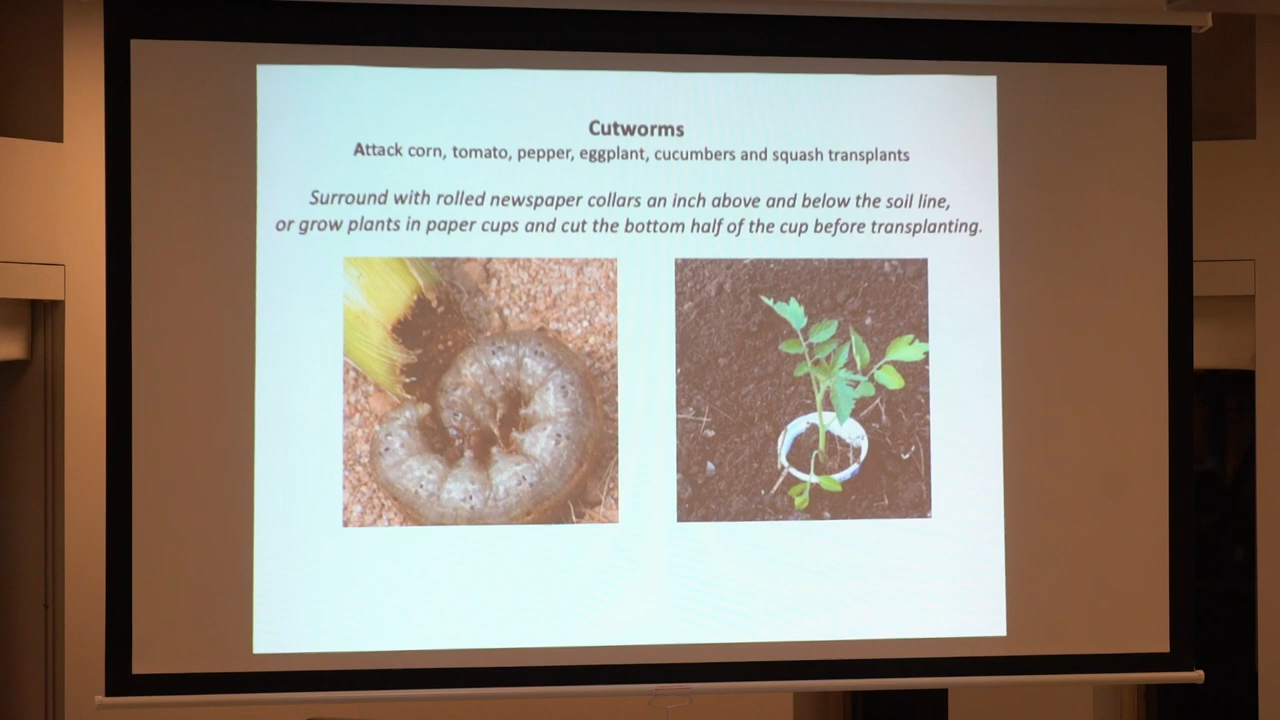 Cutworms
Attack corn, tomato, pepper, eggplant, cucumbers and squash transplants
Surround with rolled newspaper collars an inch above and below the soil line,
or grow plants in paper cups and cut the bottom half of the cup before transplanting.